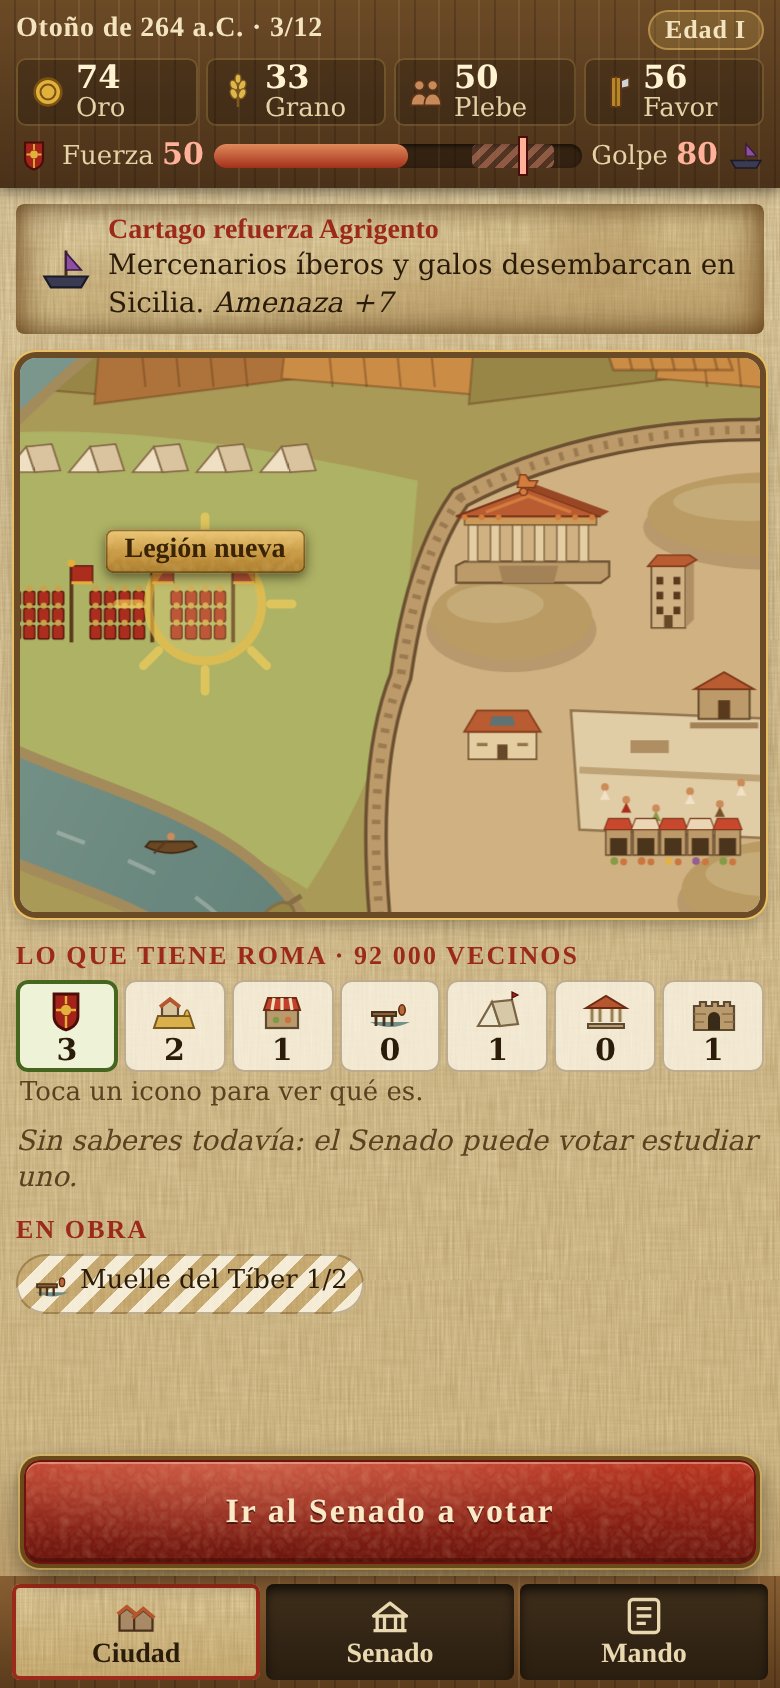 Otoño de 264 a.C. · 3/12
Edad I
74
Oro
33
Grano
50
Plebe
56
Favor
Fuerza 50
Golpe 80
Cartago refuerza Agrigento
Mercenarios íberos y galos desembarcan en
Sicilia. Amenaza +7
Legión nueva
LO QUE TIENE ROMA · 92 000 VECINOS
3
2
1
0
1
0
1
Toca un icono para ver qué es.
Sin saberes todavía: el Senado puede votar estudiar
uno.
EN OBRA
Muelle del Tíber 1/2
Ir al Senado a votar
Ciudad
Senado
Mando